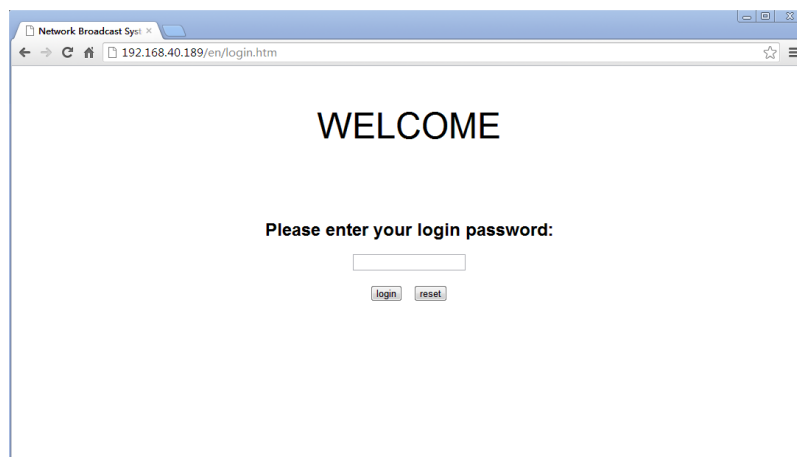 Network Broadcast Syst
192.168.40.189/en/login.htm
WELCOME
Please enter your login password:
login reset